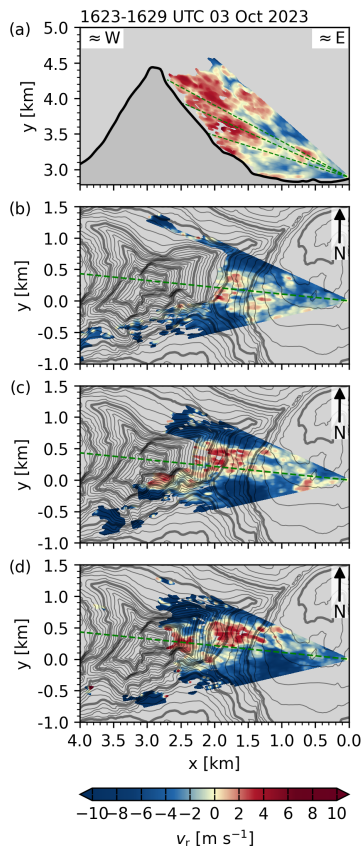 1623-1629 UTC 03 Oct 2023
(a)
≈ W
≈ E
5.0
4.5
4.0
3.5
3.0
y [km]
(b)
N
1.5
1.0
0.5
0.0
-0.5
-1.0
y [km]
(c)
N
1.5
1.0
0.5
0.0
-0.5
-1.0
y [km]
(d)
N
1.5
1.0
0.5
0.0
-0.5
-1.0
y [km]
4.0 3.5 3.0 2.5 2.0 1.5 1.0 0.5 0.0
x [km]
−10 −8 −6 −4 −2 0 2 4 6 8 10
vr [m s−1]